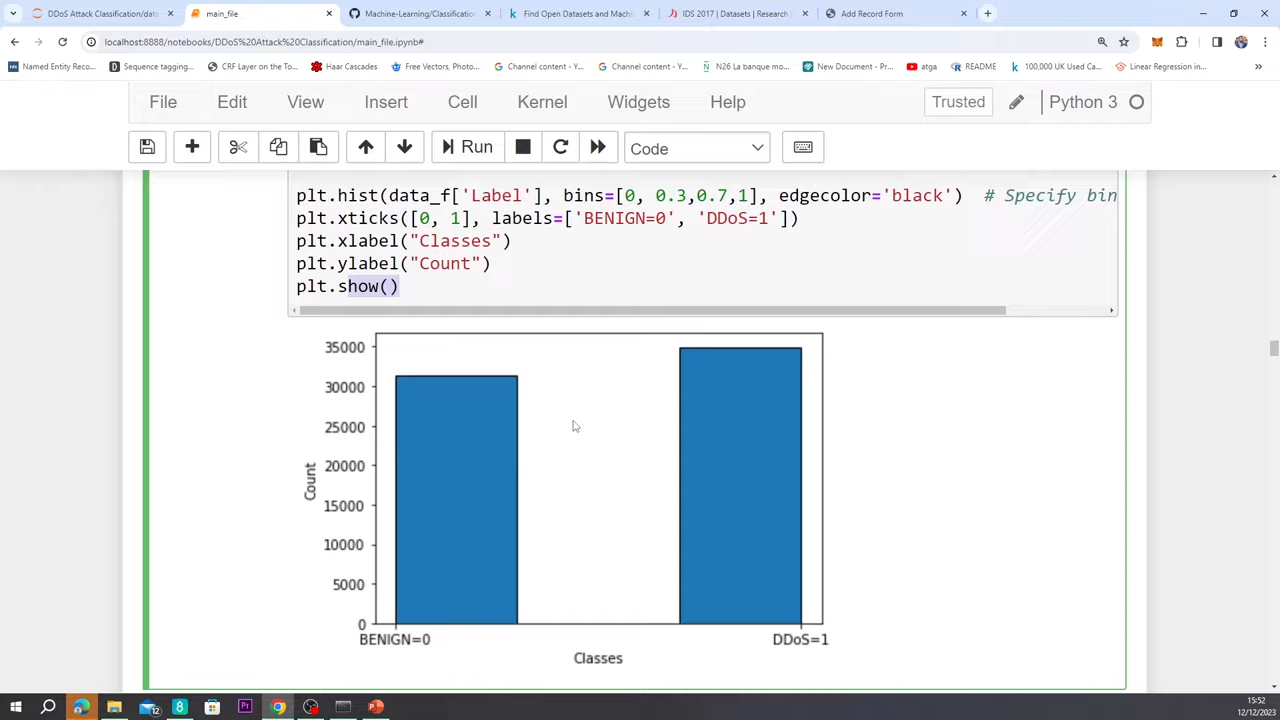 DDoS Attack Classification/data
main_file
Machine-Learning/Classification
Find Open Datasets and Machi
IDS 2017 | Datasets | Research
Add Record Form
localhost:8888/notebooks/DDoS%20Attack%20Classification/main_file.ipynb#
Named Entity Reco...
Sequence tagging...
CRF Layer on the To...
Haar Cascades
Free Vectors, Photo...
Channel content - Y...
Channel content - Y...
N26 La banque mo...
New Document - Pr...
atga
README
100,000 UK Used Ca...
Linear Regression in...
»
File Edit View Insert Cell Kernel Widgets Help Trusted Python 3
Run Code
plt.hist(data_f['Label'], bins=[0, 0.3,0.7,1], edgecolor='black')  # Specify bin
plt.xticks([0, 1], labels=['BENIGN=0', 'DDoS=1'])
plt.xlabel("Classes")
plt.ylabel("Count")
plt.show()
35000
30000
25000
20000
15000
10000
5000
0
Count
BENIGN=0 DDoS=1
Classes
15:52
12/12/2023